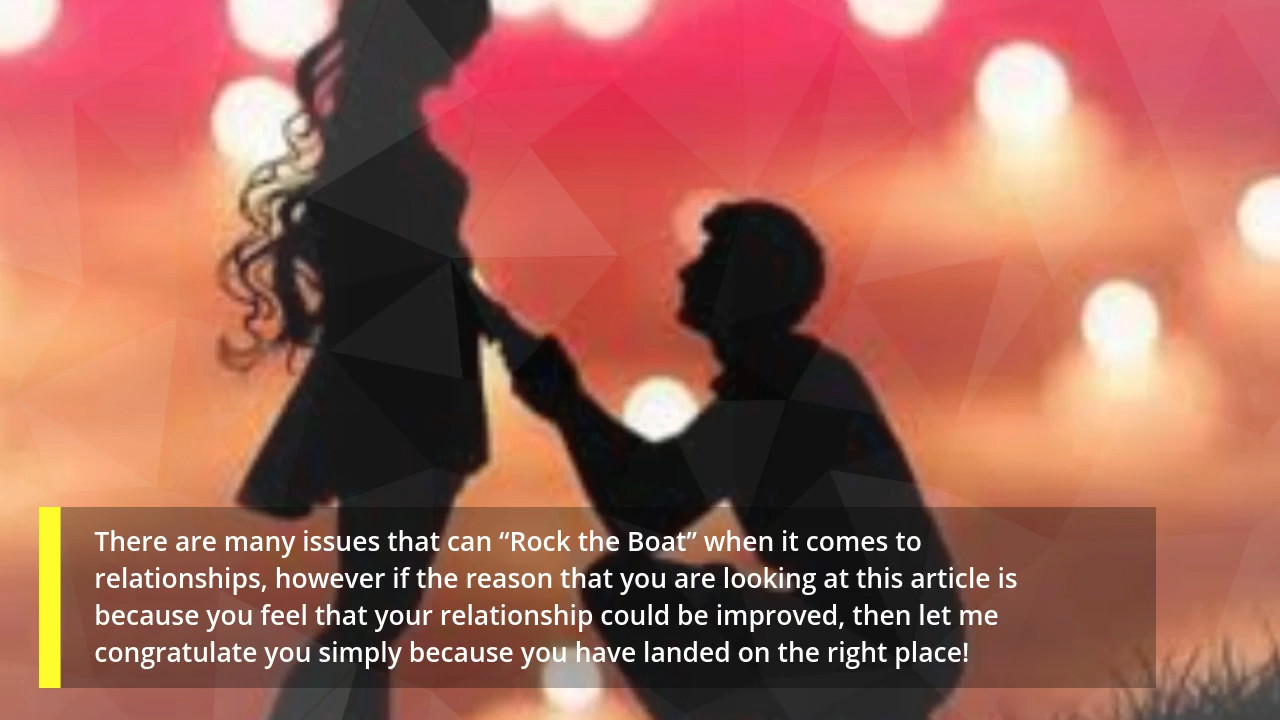 There are many issues that can “Rock the Boat” when it comes to
relationships, however if the reason that you are looking at this article is
because you feel that your relationship could be improved, then let me
congratulate you simply because you have landed on the right place!